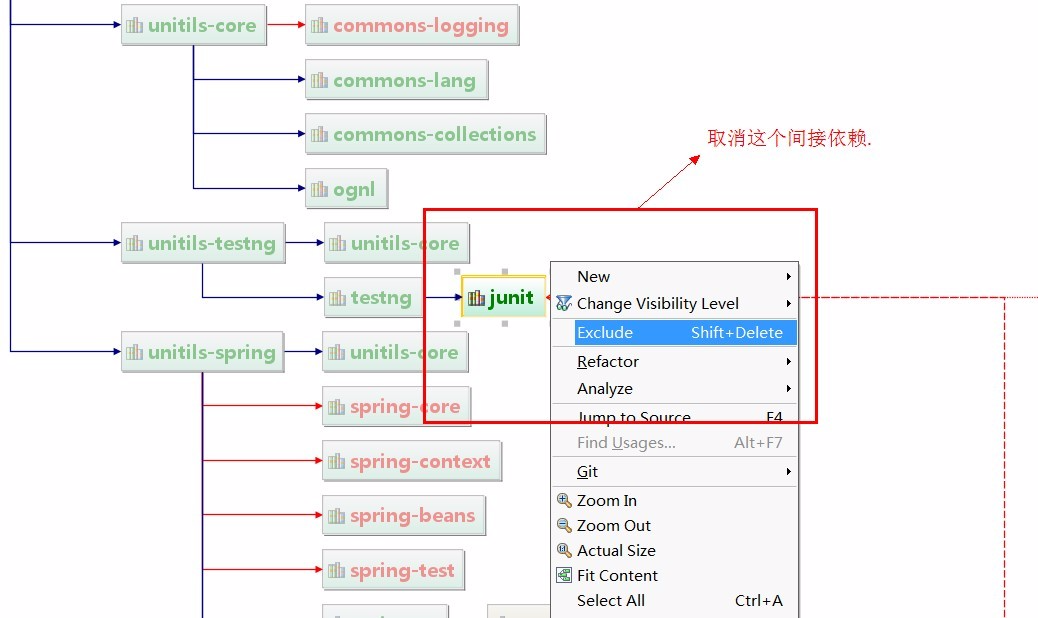 unitils-core
commons-logging
commons-lang
commons-collections
ognl
取消这个间接依赖.
unitils-testng
unitils-core
testng
junit
unitils-spring
unitils-core
spring-core
spring-context
spring-beans
spring-test
New
Change Visibility Level
Exclude Shift+Delete
Refactor
Analyze
Jump to Source F4
Find Usages... Alt+F7
Git
Zoom In
Zoom Out
Actual Size
Fit Content
Select All Ctrl+A